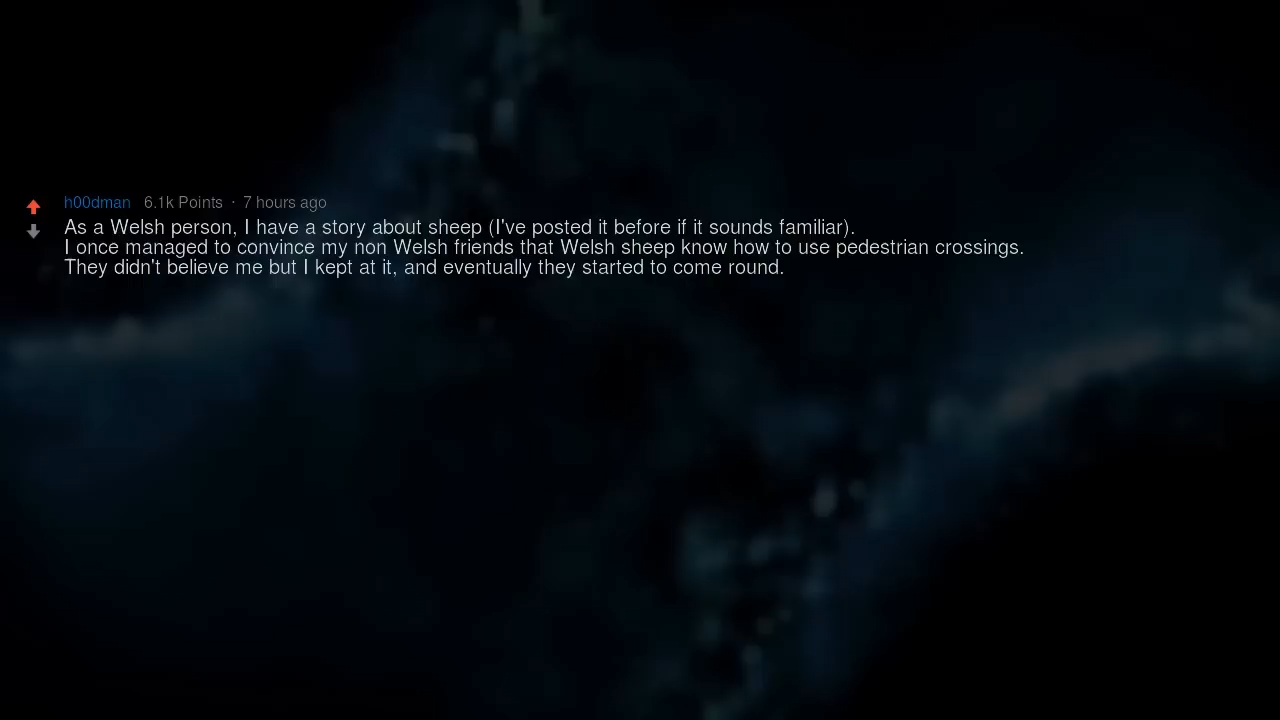 h00dman 6.1k Points · 7 hours ago
As a Welsh person, I have a story about sheep (I've posted it before if it sounds familiar).
I once managed to convince my non Welsh friends that Welsh sheep know how to use pedestrian crossings.
They didn't believe me but I kept at it, and eventually they started to come round.